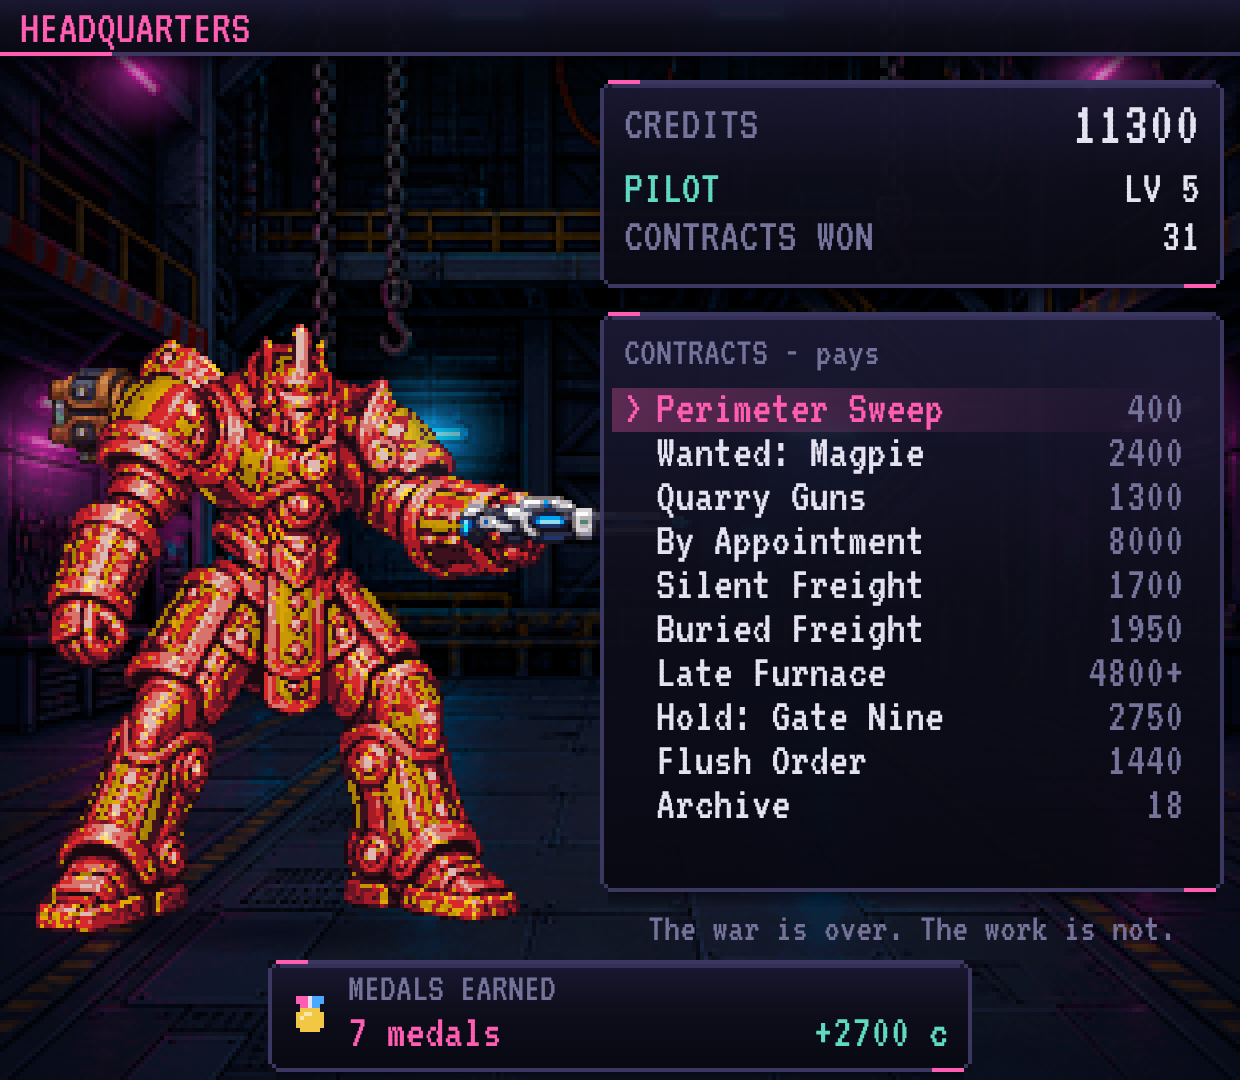 HEADQUARTERS
CREDITS 11300
PILOT LV 5
CONTRACTS WON 31
CONTRACTS - pays
> Perimeter Sweep 400
Wanted: Magpie 2400
Quarry Guns 1300
By Appointment 8000
Silent Freight 1700
Buried Freight 1950
Late Furnace 4800+
Hold: Gate Nine 2750
Flush Order 1440
Archive 18
The war is over. The work is not.
MEDALS EARNED
7 medals +2700 c